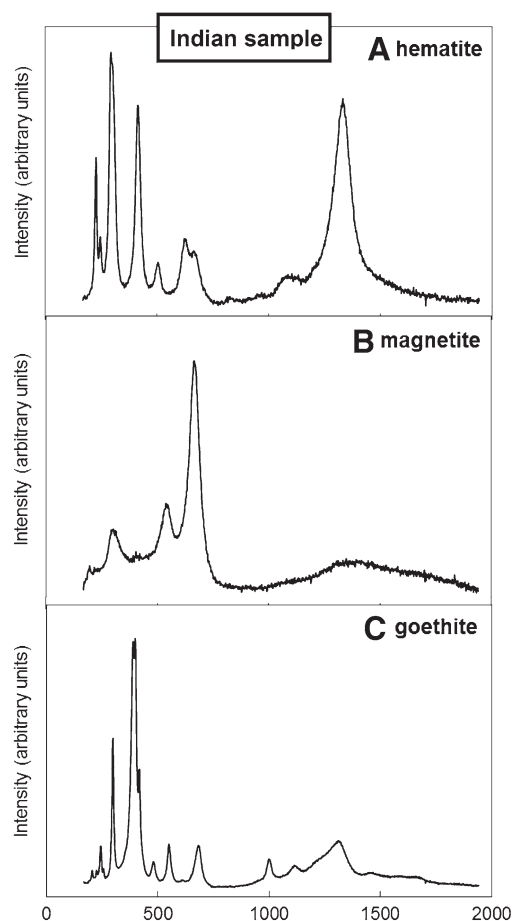 Indian sample
A hematite
Intensity (arbitrary units)
B magnetite
Intensity (arbitrary units)
C goethite
Intensity (arbitrary units)
0 500 1000 1500 2000